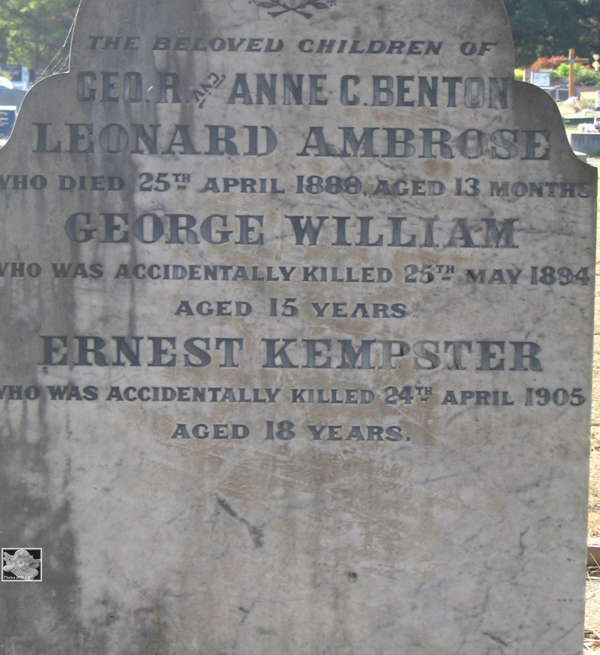 THE BELOVED CHILDREN OF
GEO. R. AND ANNE C. BENTON
LEONARD AMBROSE
WHO DIED 25TH APRIL 1889, AGED 13 MONTHS
GEORGE WILLIAM
WHO WAS ACCIDENTALLY KILLED 25TH MAY 1894
AGED 15 YEARS
ERNEST KEMPSTER
WHO WAS ACCIDENTALLY KILLED 24TH APRIL 1905
AGED 18 YEARS.